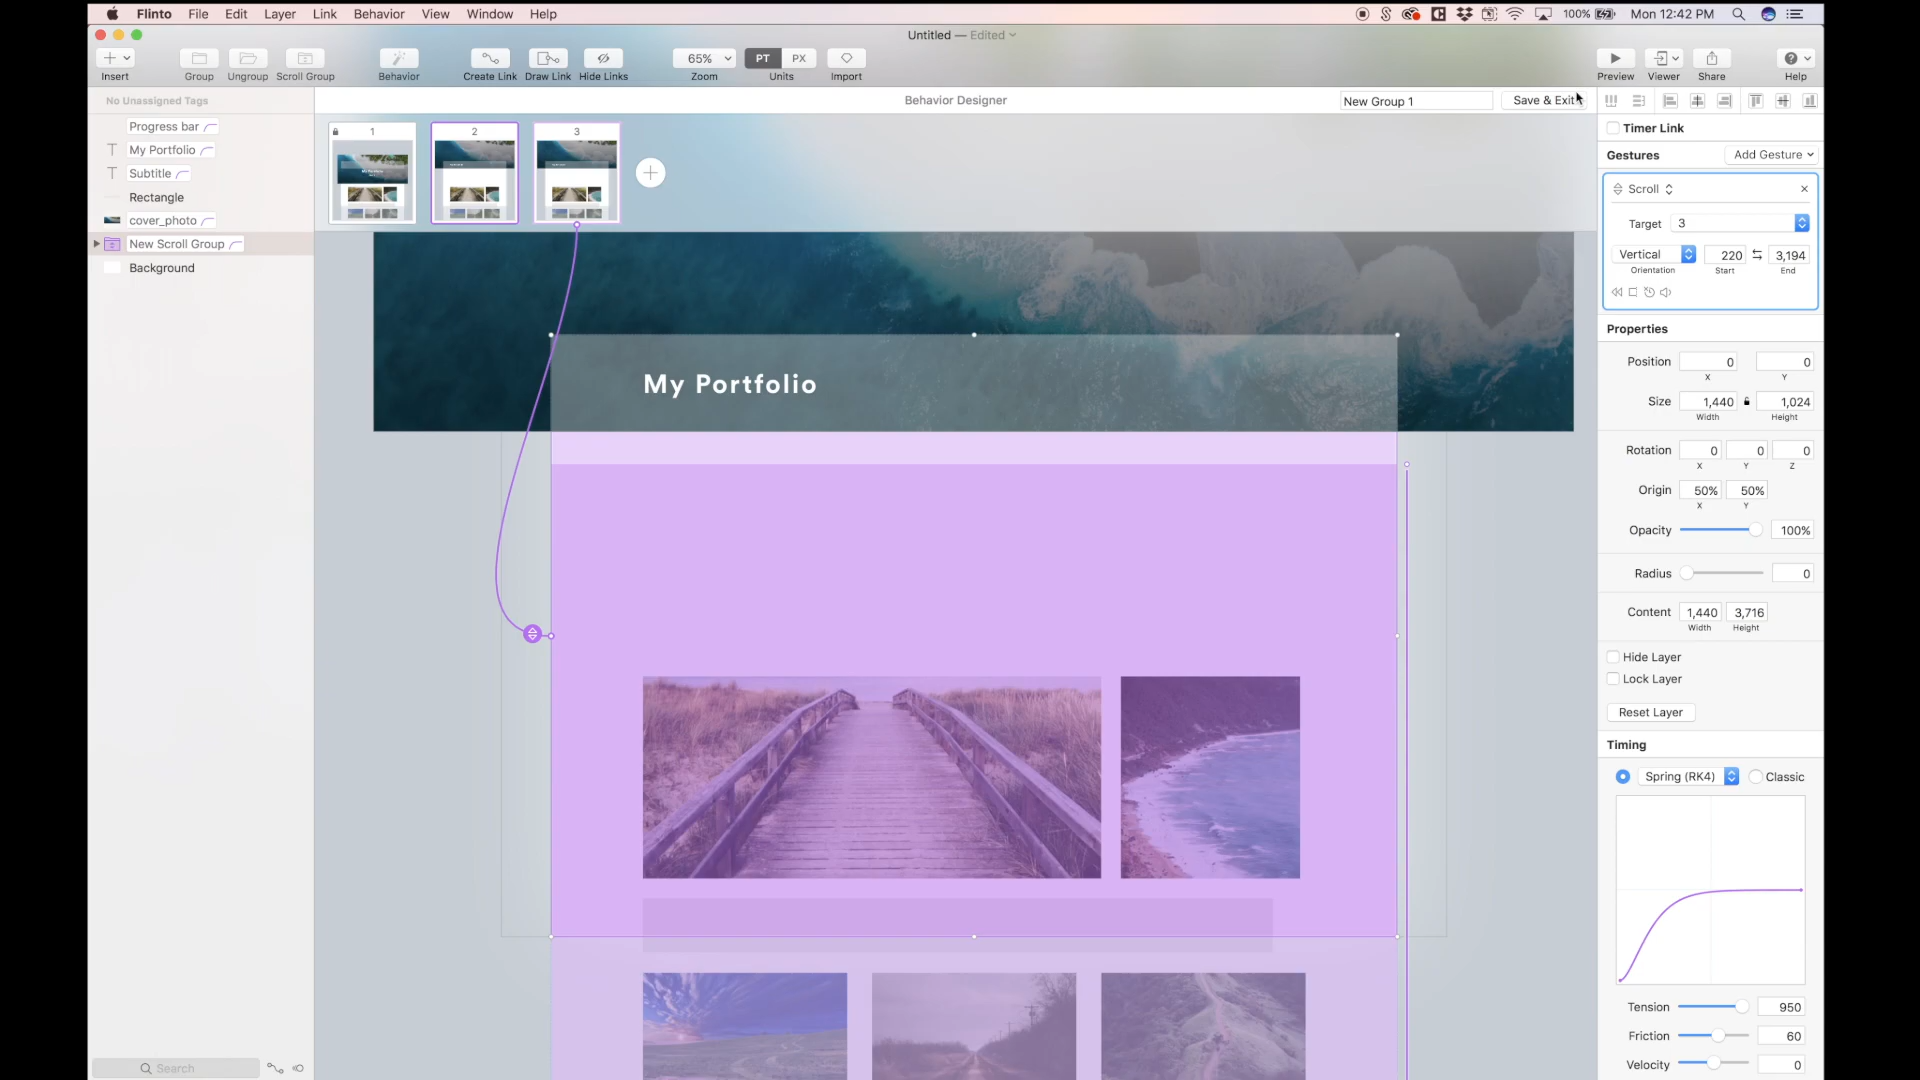 Flinto File Edit Layer Link Behavior View Window Help
100% Mon 12:42 PM
Untitled — Edited
Insert Group Ungroup Scroll Group Behavior Create Link Draw Link Hide Links
65% Zoom
PT PX
Units
Import
Preview Viewer Share Help
No Unassigned Tags
Behavior Designer
New Group 1
Save & Exit
Progress bar
My Portfolio
Subtitle
Rectangle
cover_photo
New Scroll Group
Background
1 2 3
My Portfolio
Timer Link
Gestures
Add Gesture
Scroll
Target 3
Vertical 220 3,194
Orientation Start End
Properties
Position 0 0
X Y
Size 1,440 1,024
Width Height
Rotation 0 0 0
X Y Z
Origin 50% 50%
X Y
Opacity 100%
Radius 0
Content 1,440 3,716
Width Height
Hide Layer
Lock Layer
Reset Layer
Timing
Spring (RK4) Classic
Tension 950
Friction 60
Velocity 0
Search